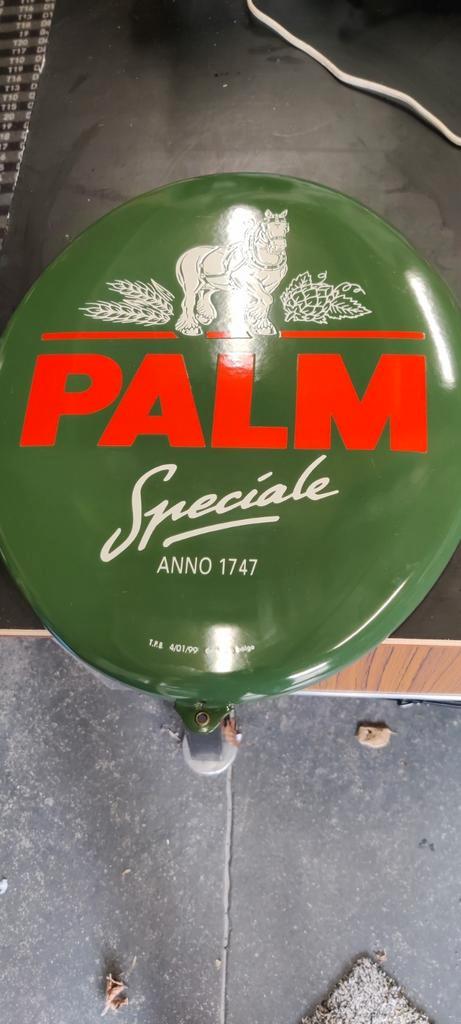 PALM
Speciale
ANNO 1747
T.P.B. 4/01/99